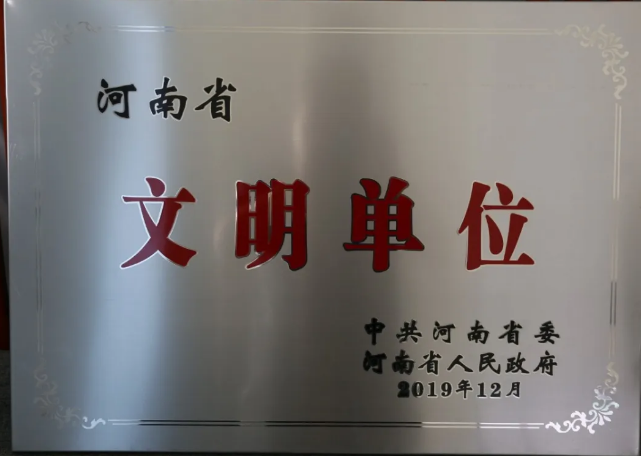 河南省
文明单位
中共河南省委
河南省人民政府
2019年12月